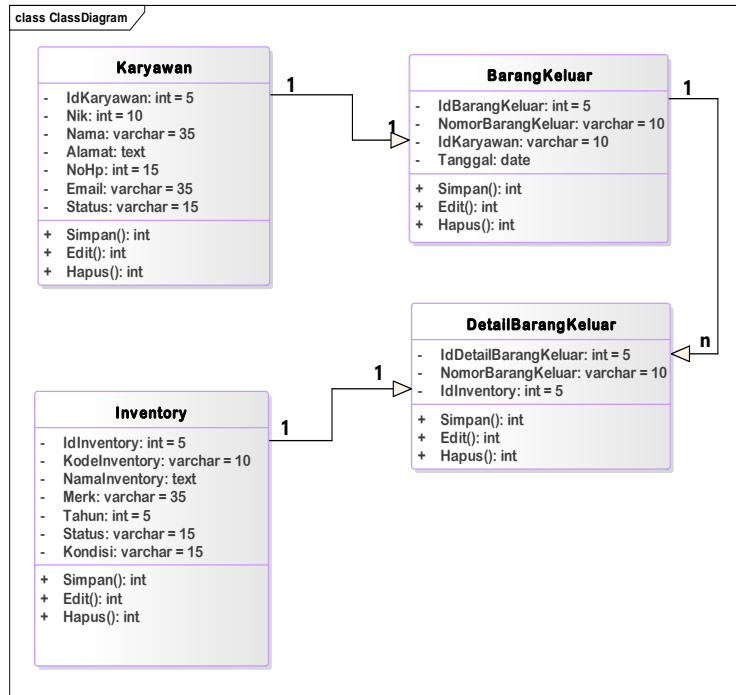 class ClassDiagram
Karyawan
- IdKaryawan: int = 5
- Nik: int = 10
- Nama: varchar = 35
- Alamat: text
- NoHp: int = 15
- Email: varchar = 35
- Status: varchar = 15
+ Simpan(): int
+ Edit(): int
+ Hapus(): int
1
1
BarangKeluar
- IdBarangKeluar: int = 5
- NomorBarangKeluar: varchar = 10
- IdKaryawan: varchar = 10
- Tanggal: date
+ Simpan(): int
+ Edit(): int
+ Hapus(): int
1
n
DetailBarangKeluar
- IdDetailBarangKeluar: int = 5
- NomorBarangKeluar: varchar = 10
- IdInventory: int = 5
+ Simpan(): int
+ Edit(): int
+ Hapus(): int
1
1
Inventory
- IdInventory: int = 5
- KodeInventory: varchar = 10
- NamaInventory: text
- Merk: varchar = 35
- Tahun: int = 5
- Status: varchar = 15
- Kondisi: varchar = 15
+ Simpan(): int
+ Edit(): int
+ Hapus(): int